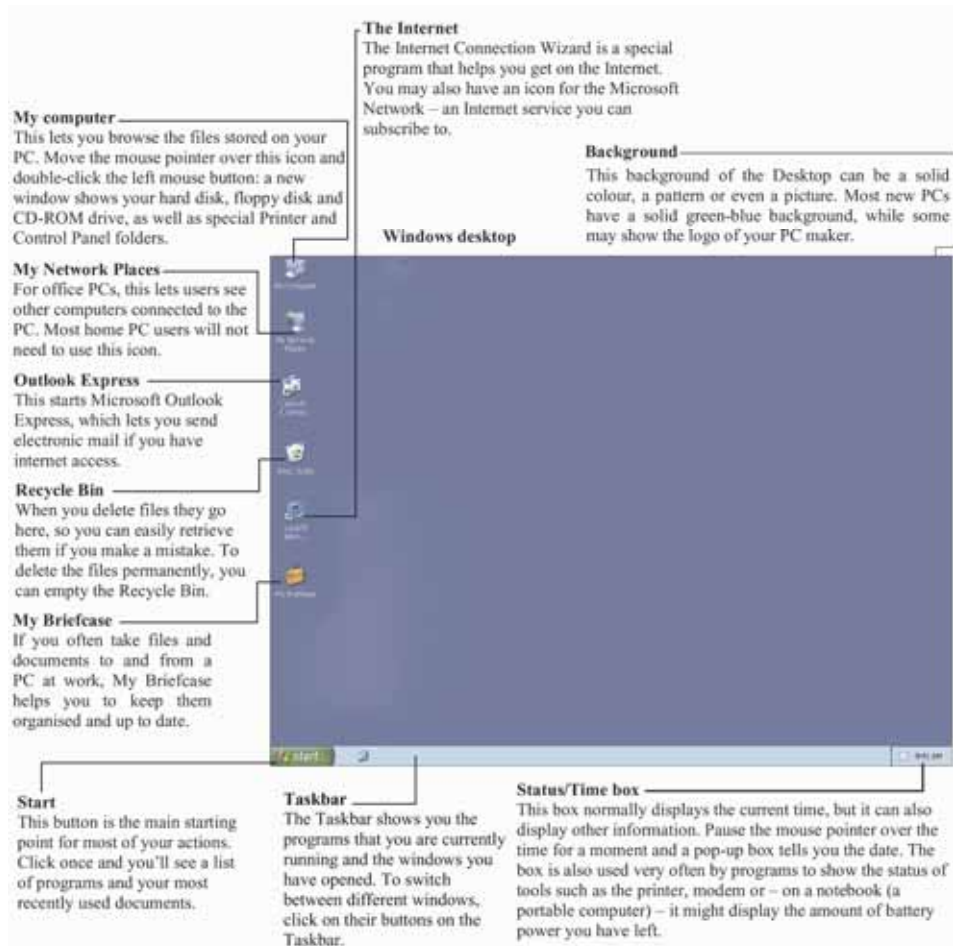 The Internet
The Internet Connection Wizard is a special
program that helps you get on the Internet.
You may also have an icon for the Microsoft
Network – an Internet service you can
subscribe to.
My computer
This lets you browse the files stored on your
PC. Move the mouse pointer over this icon and
double-click the left mouse button: a new
window shows your hard disk, floppy disk and
CD-ROM drive, as well as special Printer and
Control Panel folders.
Background
This background of the Desktop can be a solid
colour, a pattern or even a picture. Most new PCs
have a solid green-blue background, while some
may show the logo of your PC maker.
Windows desktop
My Network Places
For office PCs, this lets users see
other computers connected to the
PC. Most home PC users will not
need to use this icon.
Outlook Express
This starts Microsoft Outlook
Express, which lets you send
electronic mail if you have
internet access.
Recycle Bin
When you delete files they go
here, so you can easily retrieve
them if you make a mistake. To
delete the files permanently, you
can empty the Recycle Bin.
My Briefcase
If you often take files and
documents to and from a
PC at work, My Briefcase
helps you to keep them
organised and up to date.
start
Start
This button is the main starting
point for most of your actions.
Click once and you'll see a list
of programs and your most
recently used documents.
Taskbar
The Taskbar shows you the
programs that you are currently
running and the windows you
have opened. To switch
between different windows,
click on their buttons on the
Taskbar.
Status/Time box
This box normally displays the current time, but it can also
display other information. Pause the mouse pointer over the
time for a moment and a pop-up box tells you the date. The
box is also used very often by programs to show the status of
tools such as the printer, modem or – on a notebook (a
portable computer) – it might display the amount of battery
power you have left.